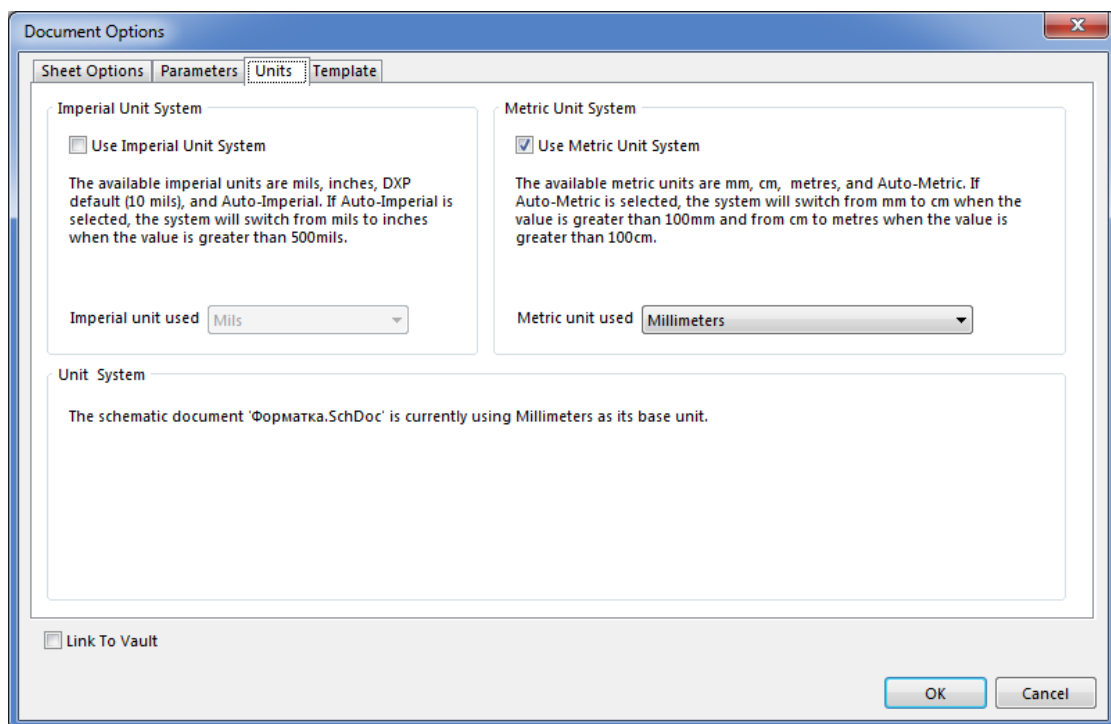 Document Options
Sheet Options Parameters Units Template
Imperial Unit System
Use Imperial Unit System
The available imperial units are mils, inches, DXP
default (10 mils), and Auto-Imperial. If Auto-Imperial is
selected, the system will switch from mils to inches
when the value is greater than 500mils.
Imperial unit used Mils
Metric Unit System
Use Metric Unit System
The available metric units are mm, cm, metres, and Auto-Metric. If
Auto-Metric is selected, the system will switch from mm to cm when the
value is greater than 100mm and from cm to metres when the value is
greater than 100cm.
Metric unit used Millimeters
Unit System
The schematic document 'Форматка.SchDoc' is currently using Millimeters as its base unit.
Link To Vault
OK Cancel